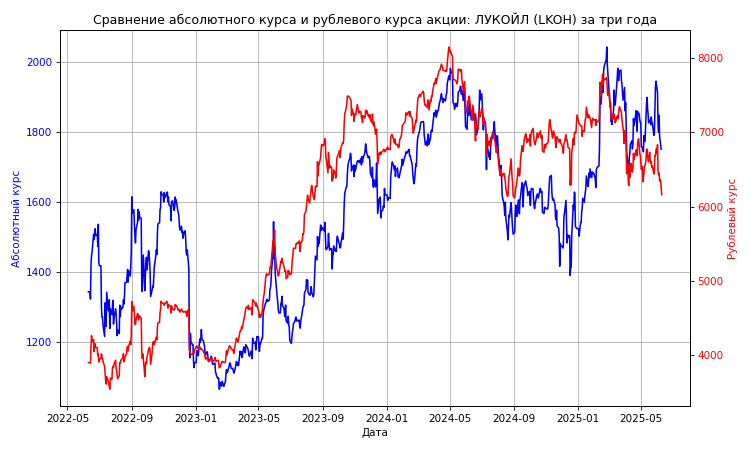 Сравнение абсолютного курса и рублевого курса акции: ЛУКОЙЛ (LKOH) за три года
2000
1800
1600
1400
1200
Абсолютный курс
8000
7000
6000
5000
4000
Рублевый курс
2022-05 2022-09 2023-01 2023-05 2023-09 2024-01 2024-05 2024-09 2025-01 2025-05
Дата